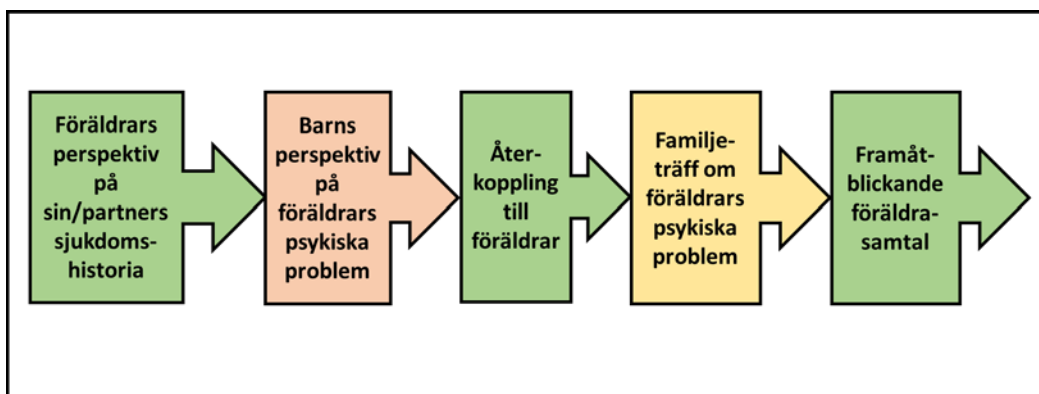 Föräldrars
perspektiv
på
sin/partners
sjukdoms-
historia
Barns
perspektiv
på
föräldrars
psykiska
problem
Åter-
koppling
till
föräldrar
Familje-
träff om
föräldrars
psykiska
problem
Framåt-
blickande
föräldra-
samtal